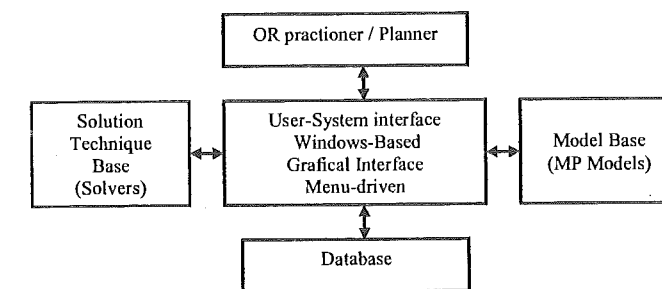 OR practioner / Planner
Solution
Technique
Base
(Solvers)
User-System interface
Windows-Based
Grafical Interface
Menu-driven
Model Base
(MP Models)
Database